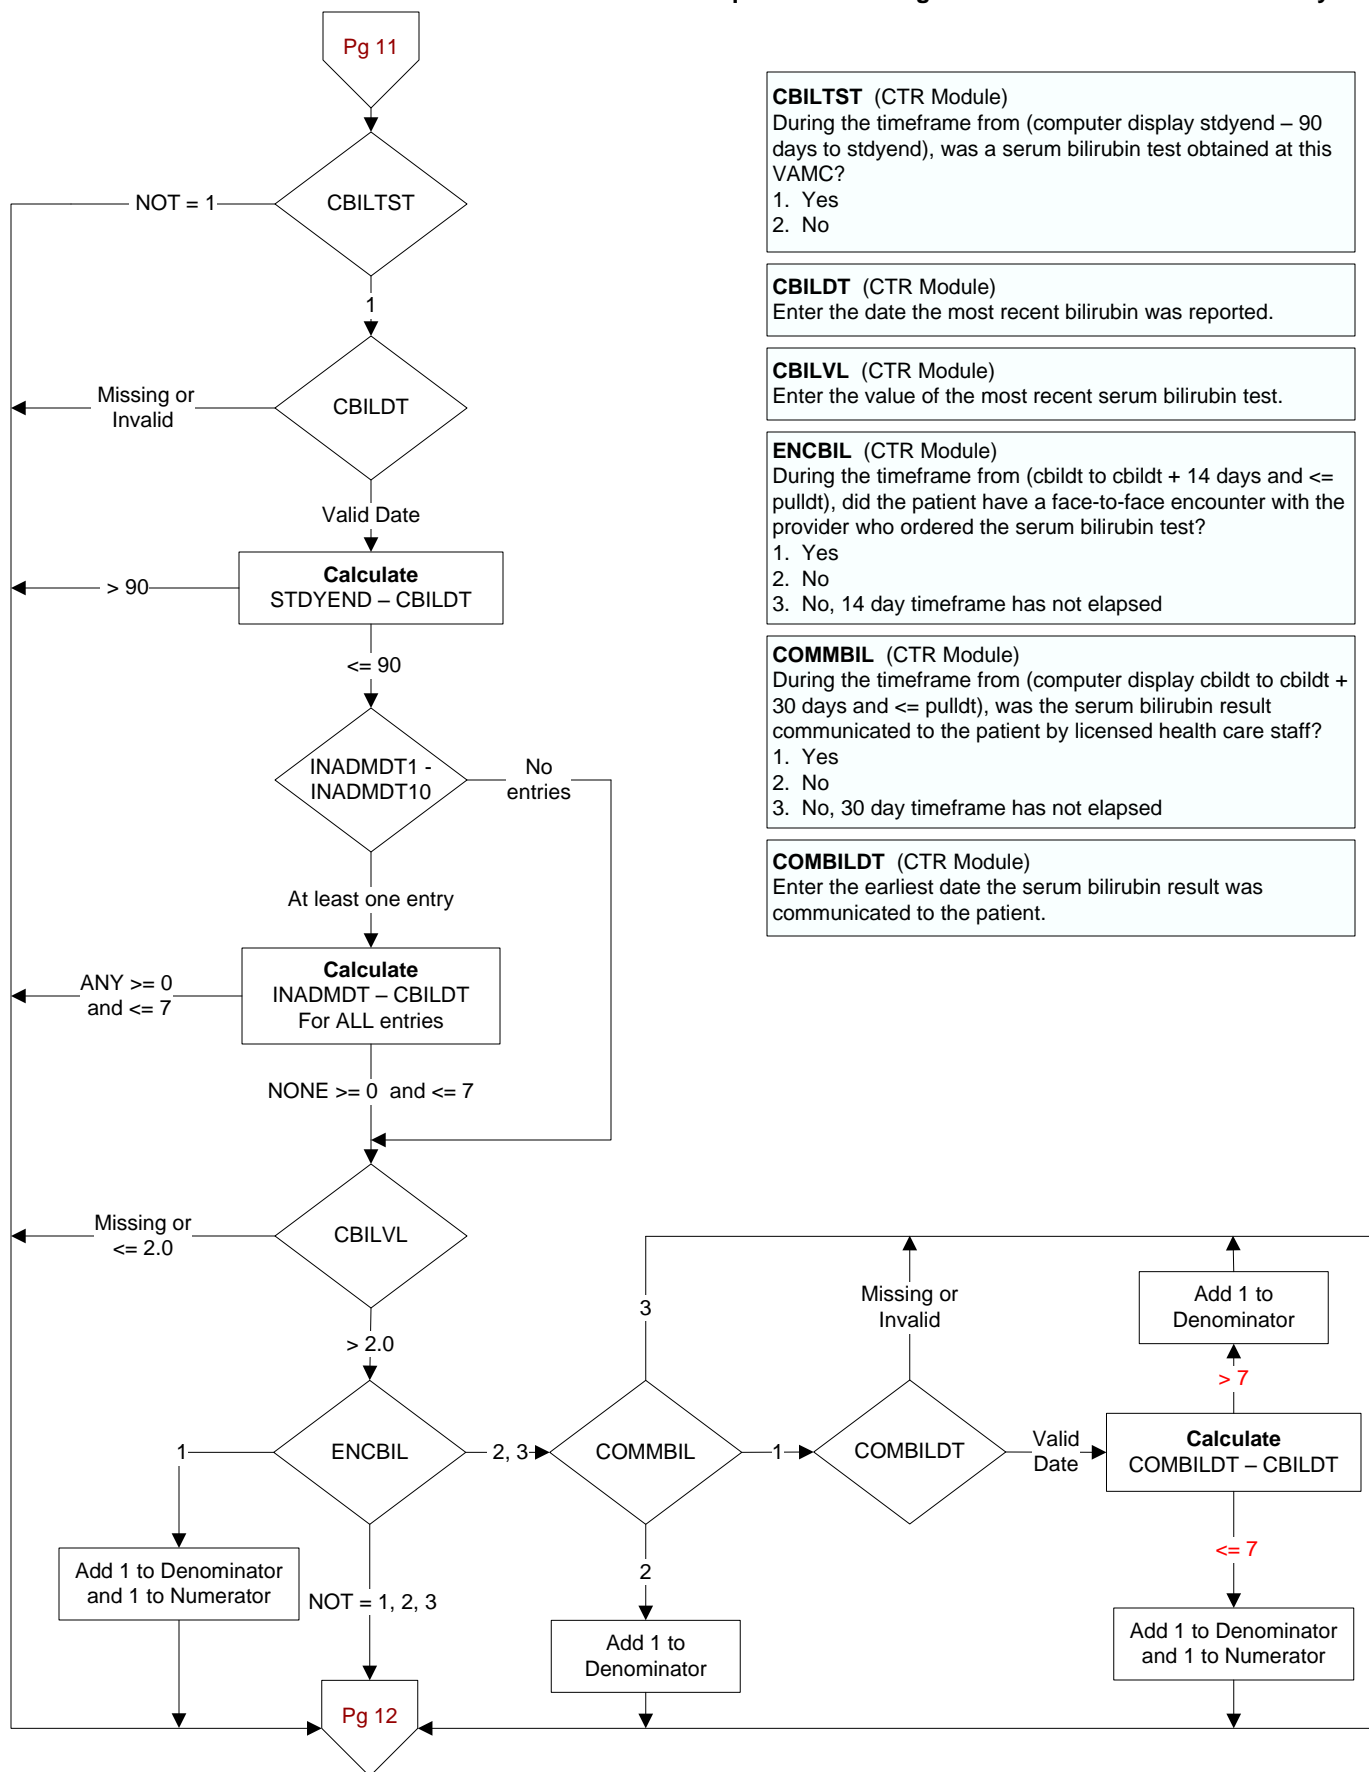 Pg 11
CBILTST (CTR Module)
During the timeframe from (computer display stdyend – 90
days to stdyend), was a serum bilirubin test obtained at this
VAMC?
1. Yes
2. No
CBILDT (CTR Module)
Enter the date the most recent bilirubin was reported.
CBILVL (CTR Module)
Enter the value of the most recent serum bilirubin test.
ENCBIL (CTR Module)
During the timeframe from (cbildt to cbildt + 14 days and <=
pulldt), did the patient have a face-to-face encounter with the
provider who ordered the serum bilirubin test?
1. Yes
2. No
3. No, 14 day timeframe has not elapsed
COMMBIL (CTR Module)
During the timeframe from (computer display cbildt to cbildt +
30 days and <= pulldt), was the serum bilirubin result
communicated to the patient by licensed health care staff?
1. Yes
2. No
3. No, 30 day timeframe has not elapsed
COMBILDT (CTR Module)
Enter the earliest date the serum bilirubin result was
communicated to the patient.
NOT = 1
CBILTST
1
Missing or
Invalid
CBILDT
Valid Date
> 90
Calculate
STDYEND – CBILDT
<= 90
INADMDT1 -
INADMDT10
No
entries
At least one entry
ANY >= 0
and <= 7
Calculate
INADMDT – CBILDT
For ALL entries
NONE >= 0 and <= 7
Missing or
<= 2.0
CBILVL
> 2.0
3
Missing or
Invalid
Add 1 to
Denominator
> 7
1
ENCBIL
2, 3
COMMBIL
1
COMBILDT
Valid
Date
Calculate
COMBILDT – CBILDT
<= 7
2
Add 1 to Denominator
and 1 to Numerator
NOT = 1, 2, 3
Add 1 to
Denominator
Add 1 to Denominator
and 1 to Numerator
Pg 12